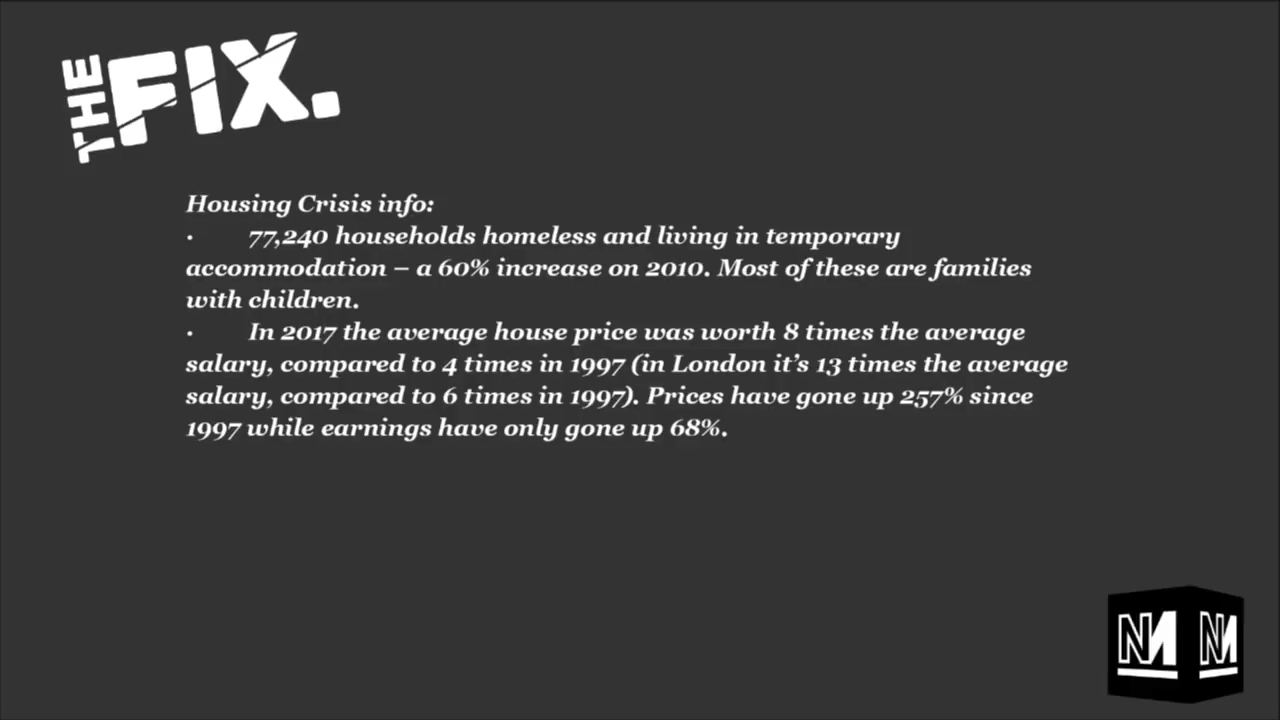 THE FIX.
Housing Crisis info:
· 77,240 households homeless and living in temporary
accommodation – a 60% increase on 2010. Most of these are families
with children.
· In 2017 the average house price was worth 8 times the average
salary, compared to 4 times in 1997 (in London it's 13 times the average
salary, compared to 6 times in 1997). Prices have gone up 257% since
1997 while earnings have only gone up 68%.
NM NM